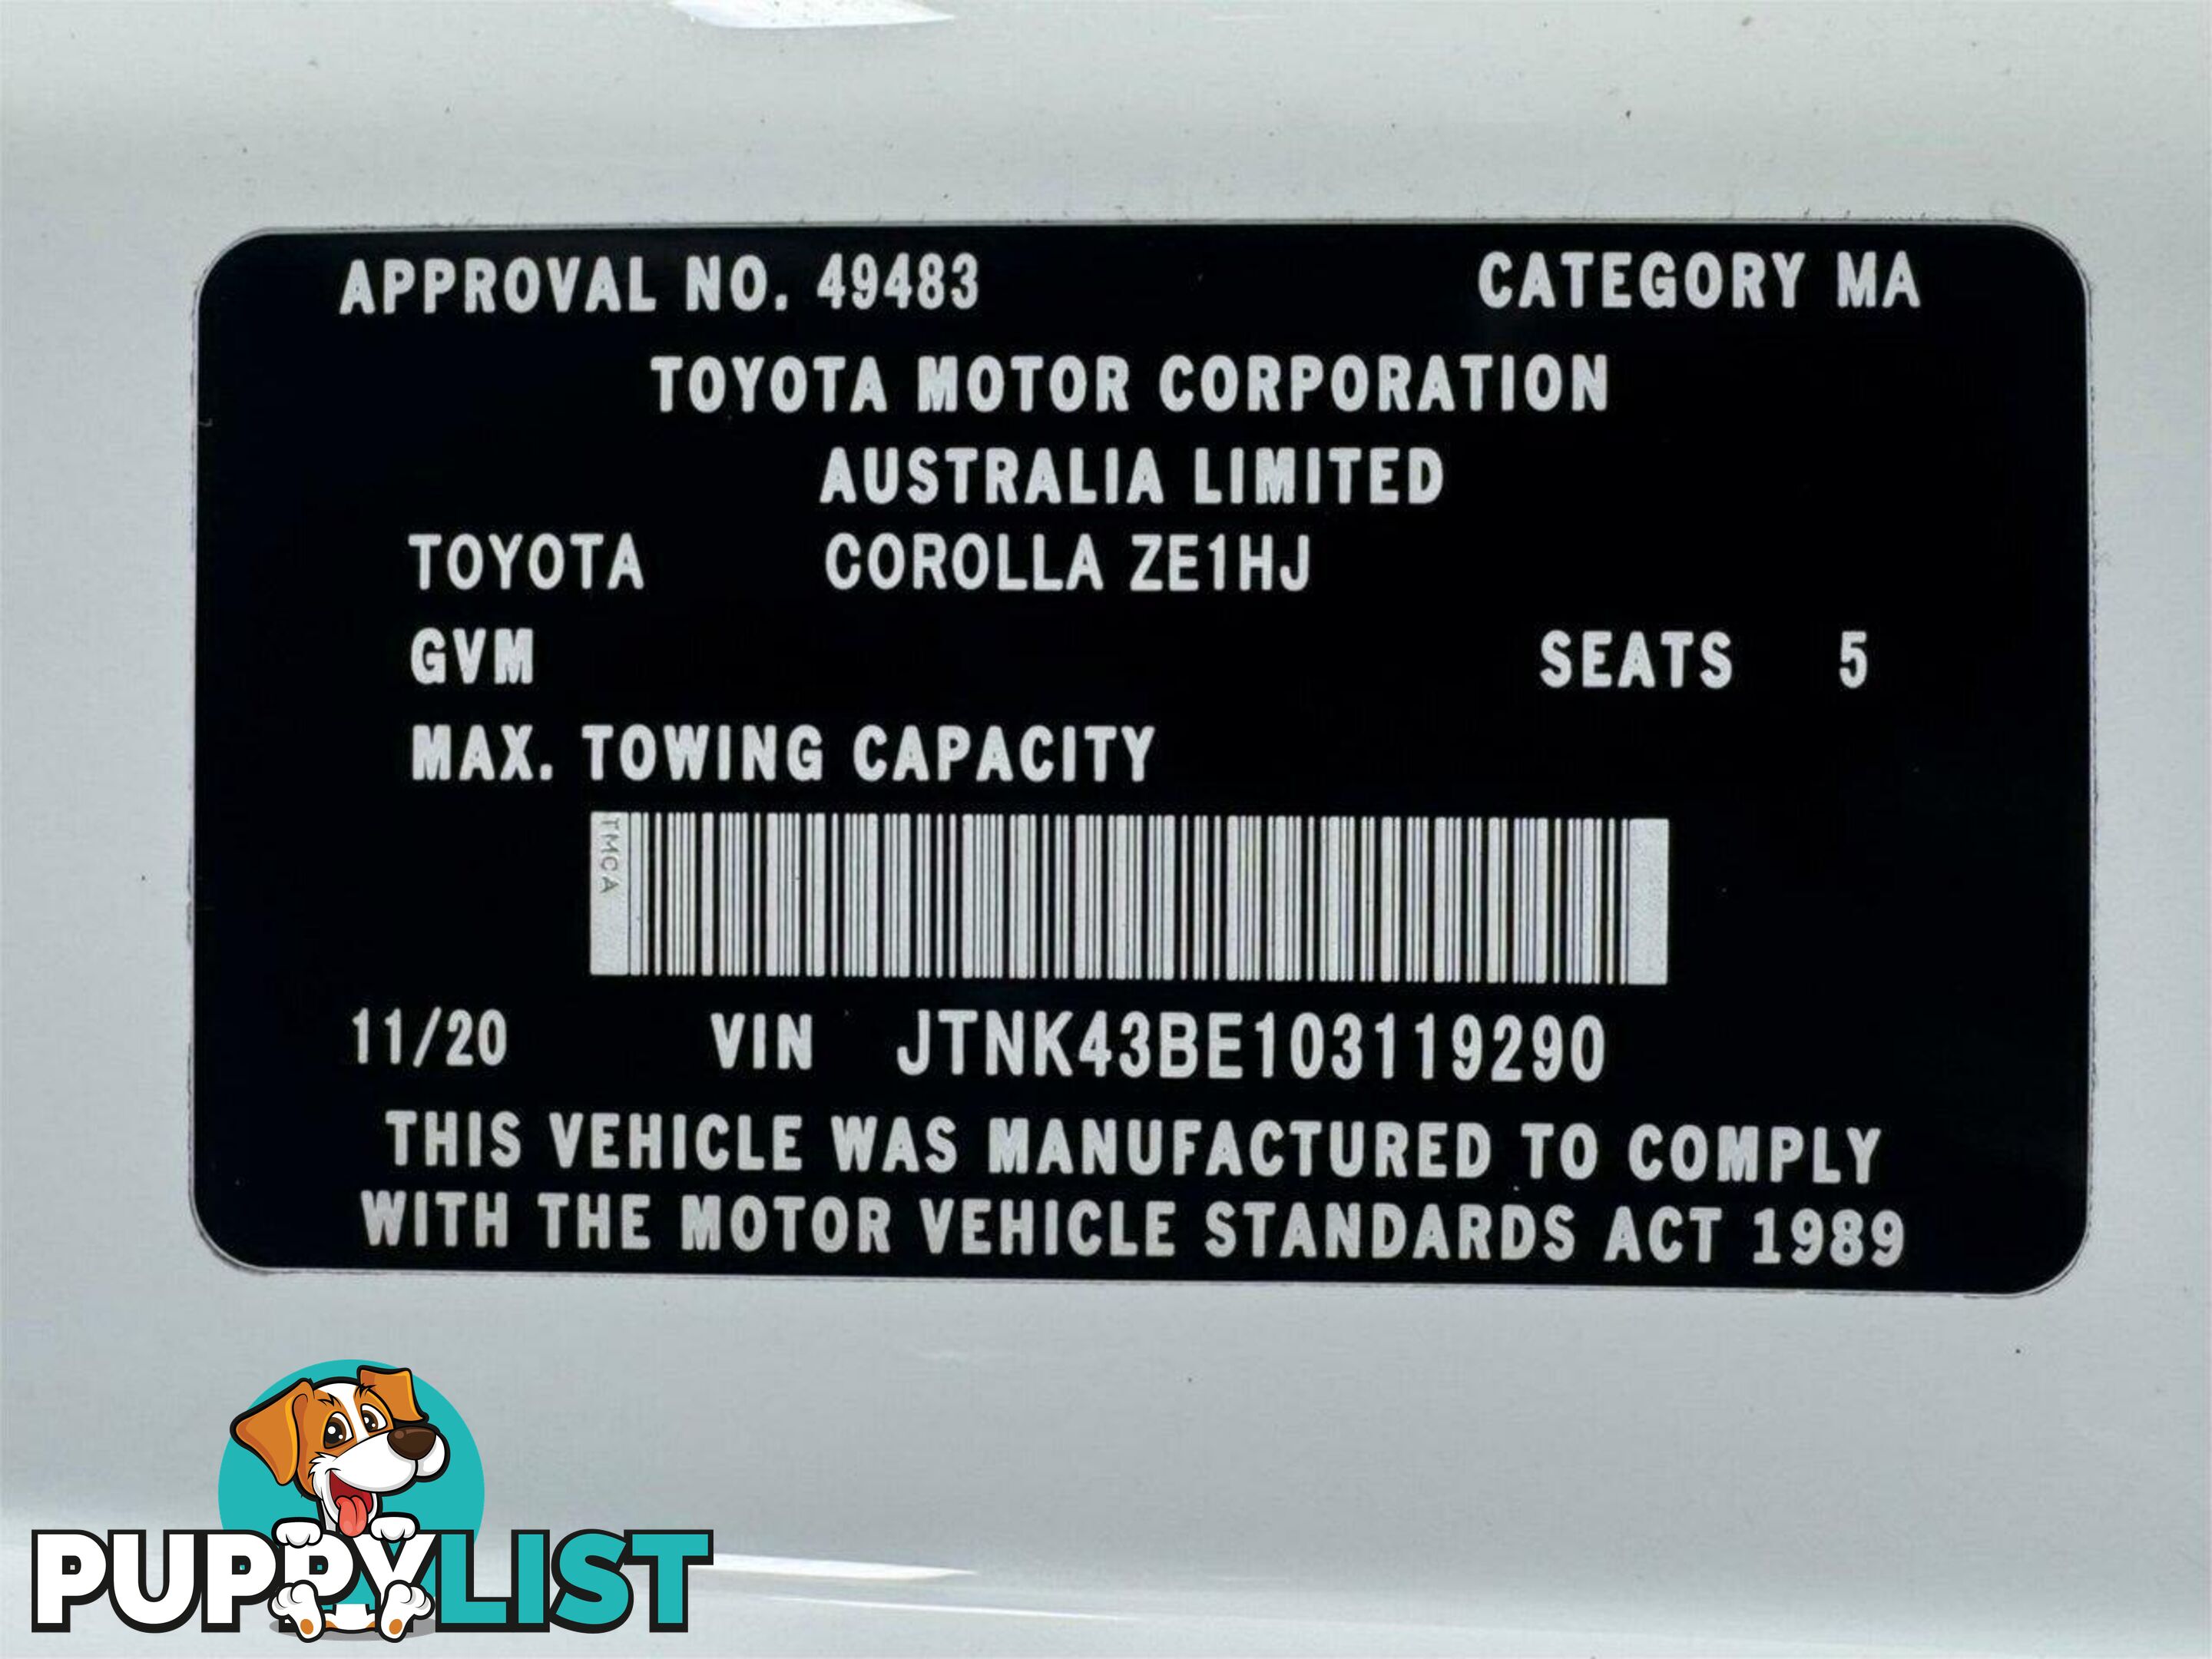 APPROVAL NO. 49483 CATEGORY MA
TOYOTA MOTOR CORPORATION
AUSTRALIA LIMITED
TOYOTA COROLLA ZE1HJ
GVM SEATS 5
MAX. TOWING CAPACITY
TMCA
11/20 VIN JTNK43BE103119290
THIS VEHICLE WAS MANUFACTURED TO COMPLY
WITH THE MOTOR VEHICLE STANDARDS ACT 1989
PUPPYLIST